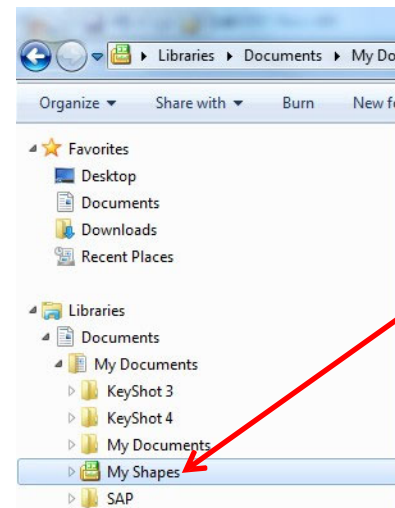 Libraries Documents My Do
Organize Share with Burn New f
Favorites
Desktop
Documents
Downloads
Recent Places
Libraries
Documents
My Documents
KeyShot 3
KeyShot 4
My Documents
My Shapes
SAP